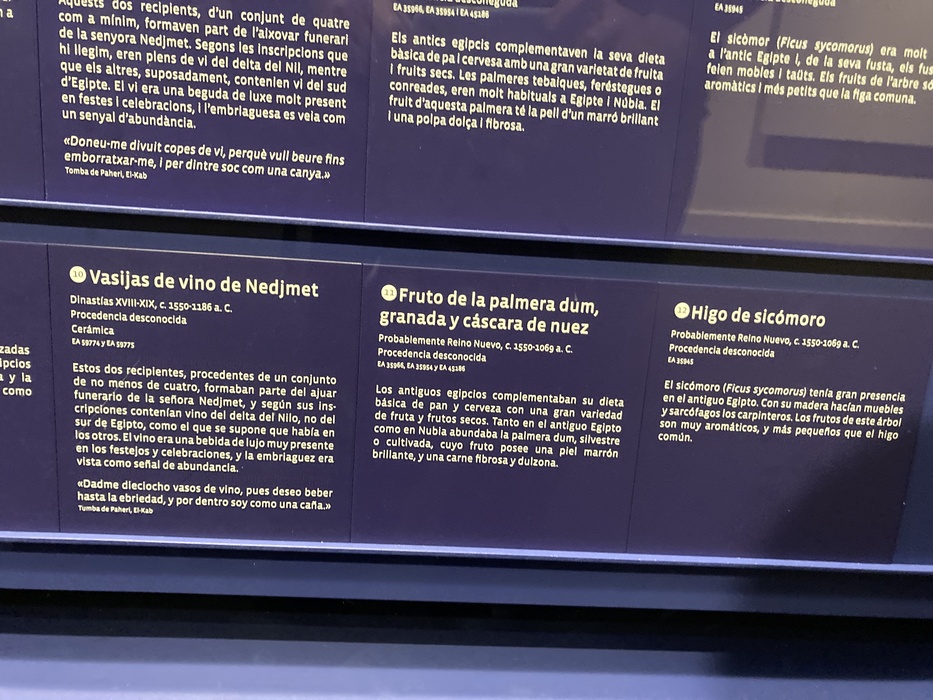 Aquests dos recipients, d'un conjunt de quatre
com a mínim, formaven part de l'aixovar funerari
de la senyora Nedjmet. Segons les inscripcions que
hi llegim, eren plens de vi del delta del Nil, mentre
que els altres, suposadament, contenien vi del sud
d'Egipte. El vi era una beguda de luxe molt present
en festes i celebracions, i l'embriaguesa es veia com
un senyal d'abundància.
«Doneu-me divuit copes de vi, perquè vull beure fins
emborratxar-me, i per dintre soc com una canya.»
Tomba de Paheri, El-Kab
EA 35966, EA 35954 i EA 45186
Els antics egipcis complementaven la seva dieta
bàsica de pa i cervesa amb una gran varietat de fruita
i fruits secs. Les palmeres tebaiques, feréstegues o
conreades, eren molt habituals a Egipte i Núbia. El
fruit d'aquesta palmera té la pell d'un marró brillant
i una polpa dolça i fibrosa.
EA 35945
El sicòmor (Ficus sycomorus) era molt
a l'antic Egipte i, de la seva fusta, els fus
feien mobles i taüts. Els fruits de l'arbre só
aromàtics i més petits que la figa comuna.
zadas
ipcios
a y la
como
10 Vasijas de vino de Nedjmet
Dinastías XVIII-XIX, c. 1550-1186 a. C.
Procedencia desconocida
Cerámica
EA 59774 y EA 59775
Estos dos recipientes, procedentes de un conjunto
de no menos de cuatro, formaban parte del ajuar
funerario de la señora Nedjmet, y según sus ins-
cripciones contenían vino del delta del Nilo, no del
sur de Egipto, como el que se supone que había en
los otros. El vino era una bebida de lujo muy presente
en los festejos y celebraciones, y la embriaguez era
vista como señal de abundancia.
«Dadme dieciocho vasos de vino, pues deseo beber
hasta la ebriedad, y por dentro soy como una caña.»
Tumba de Paheri, El-Kab
11 Fruto de la palmera dum,
granada y cáscara de nuez
Probablemente Reino Nuevo, c. 1550-1069 a. C.
Procedencia desconocida
EA 35966, EA 35954 y EA 45186
Los antiguos egipcios complementaban su dieta
básica de pan y cerveza con una gran variedad
de fruta y frutos secos. Tanto en el antiguo Egipto
como en Nubia abundaba la palmera dum, silvestre
o cultivada, cuyo fruto posee una piel marrón
brillante, y una carne fibrosa y dulzona.
12 Higo de sicómoro
Probablemente Reino Nuevo, c. 1550-1069 a. C.
Procedencia desconocida
EA 35945
El sicómoro (Ficus sycomorus) tenía gran presencia
en el antiguo Egipto. Con su madera hacían muebles
y sarcófagos los carpinteros. Los frutos de este árbol
son muy aromáticos, y más pequeños que el higo
común.